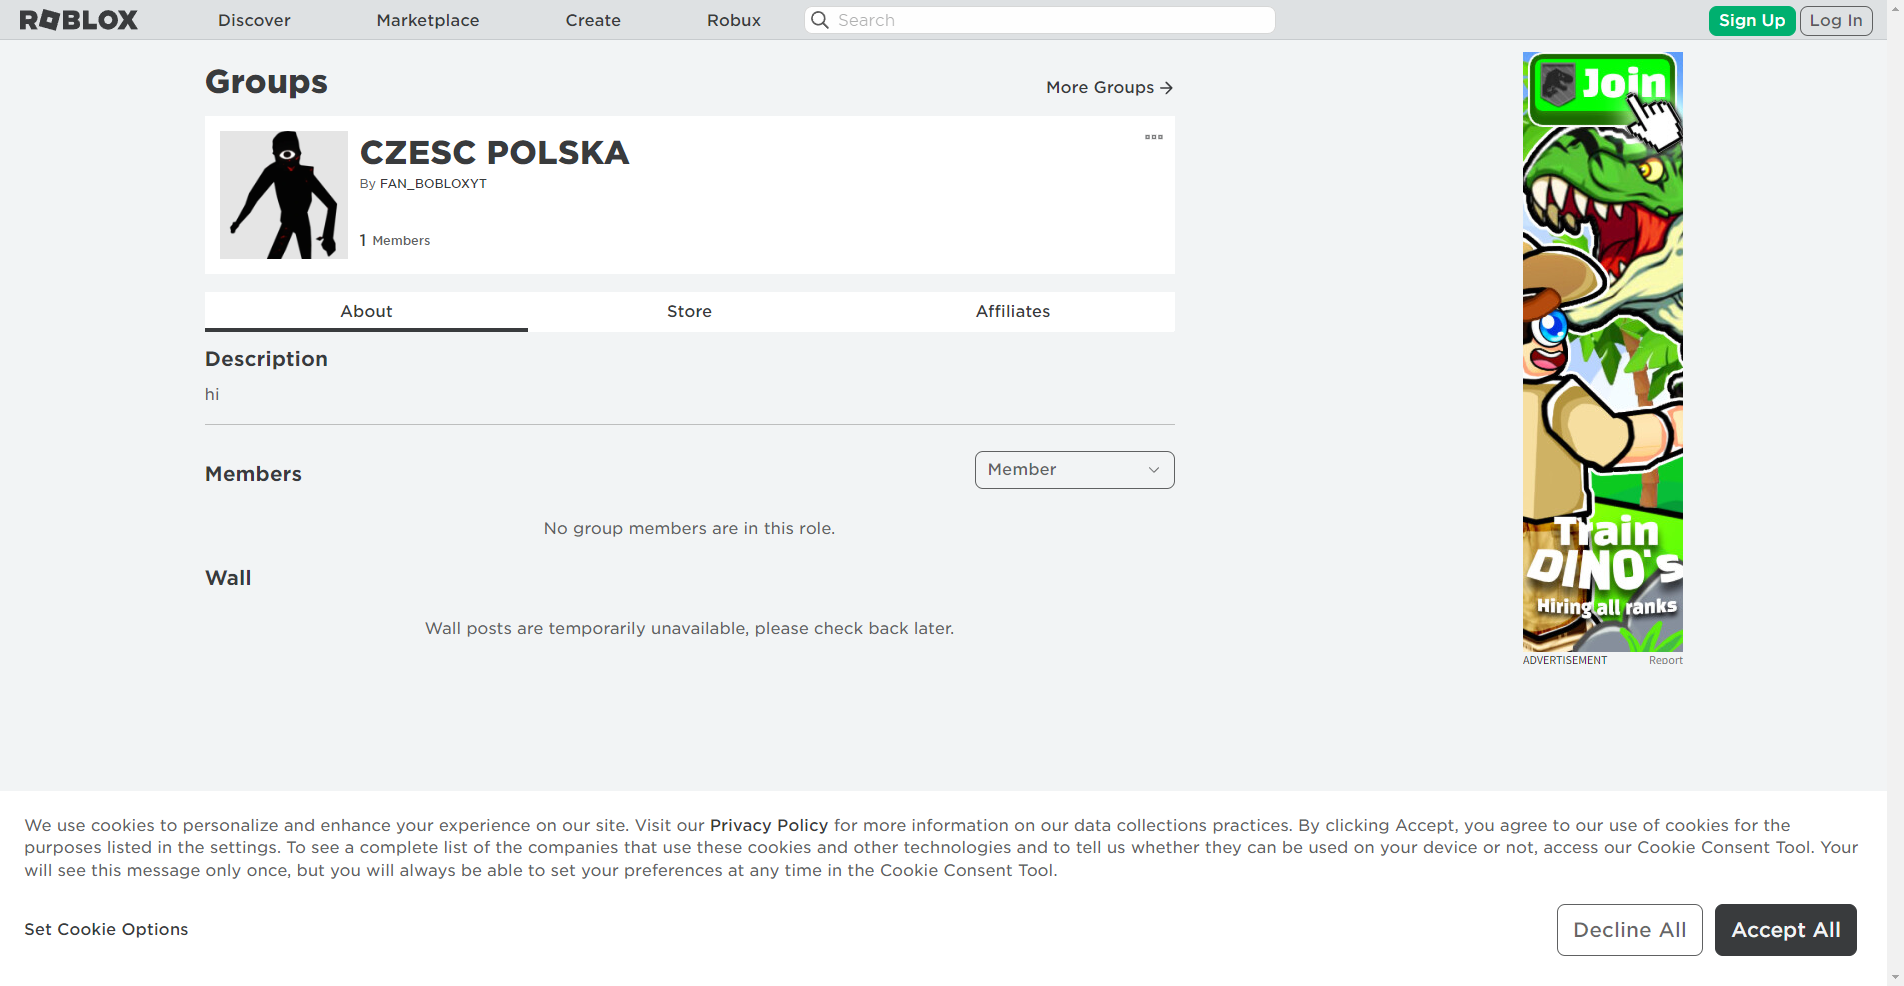 ROBLOX
Discover
Marketplace
Create
Robux
Search
Sign Up
Log In
Groups
More Groups
CZESC POLSKA
By FAN_BOBLOXYT
1 Members
About
Store
Affiliates
Description
hi
Members
Member
No group members are in this role.
Wall
Wall posts are temporarily unavailable, please check back later.
Join
Train
DINO's
Hiring all ranks
ADVERTISEMENT
Report
We use cookies to personalize and enhance your experience on our site. Visit our Privacy Policy for more information on our data collections practices. By clicking Accept, you agree to our use of cookies for the
purposes listed in the settings. To see a complete list of the companies that use these cookies and other technologies and to tell us whether they can be used on your device or not, access our Cookie Consent Tool. Your
will see this message only once, but you will always be able to set your preferences at any time in the Cookie Consent Tool.
Set Cookie Options
Decline All
Accept All